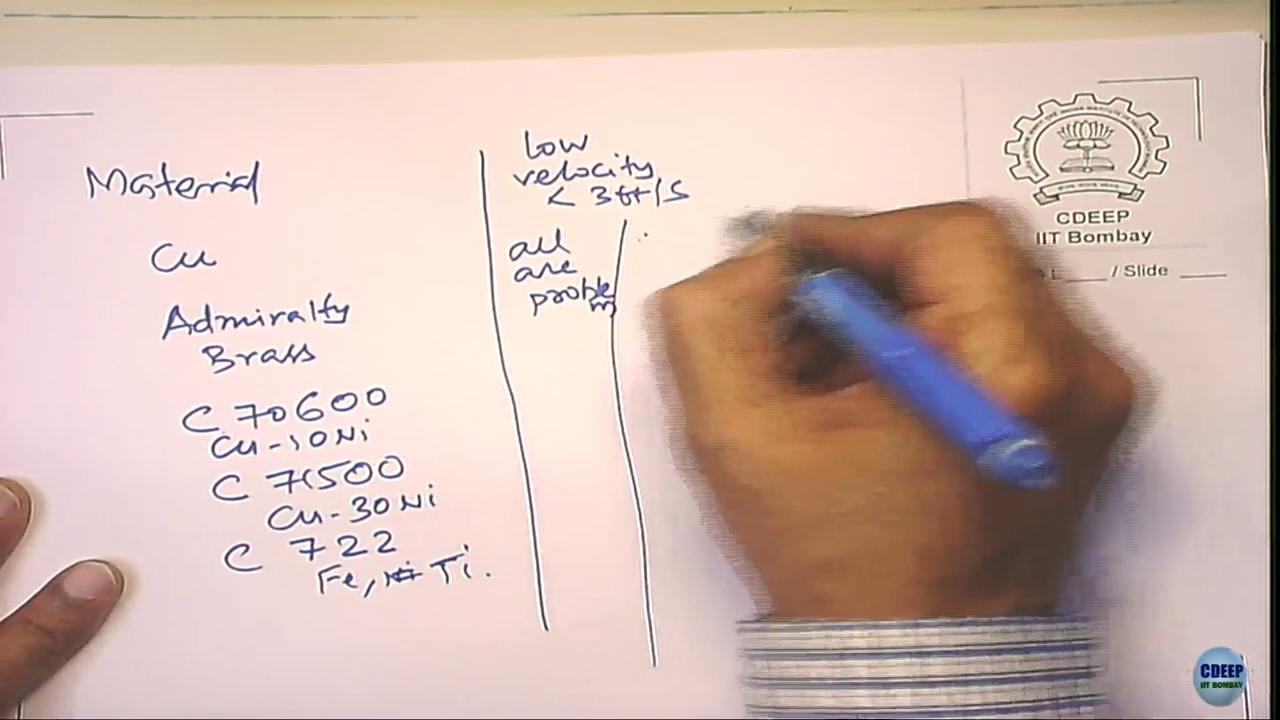 Material
Cu
Admiralty
Brass
C 70600
Cu-10Ni
C 71500
Cu-30Ni
C 722
Fe, Ti.
low
velocity
< 3ft/s
all
are
problem
CDEEP
IIT Bombay
/ Slide
CDEEP
IIT BOMBAY